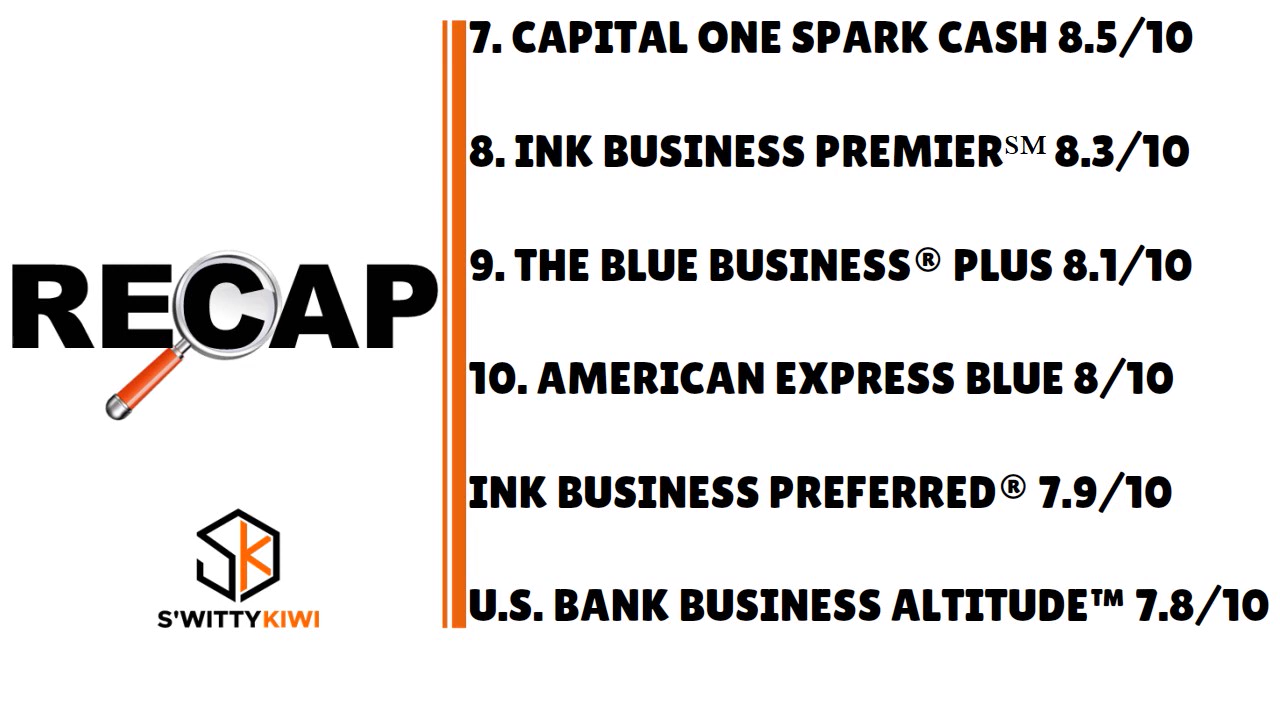 RECAP
S'WITTYKIWI
7. CAPITAL ONE SPARK CASH 8.5/10
8. INK BUSINESS PREMIER℠ 8.3/10
9. THE BLUE BUSINESS® PLUS 8.1/10
10. AMERICAN EXPRESS BLUE 8/10
INK BUSINESS PREFERRED® 7.9/10
U.S. BANK BUSINESS ALTITUDE™ 7.8/10